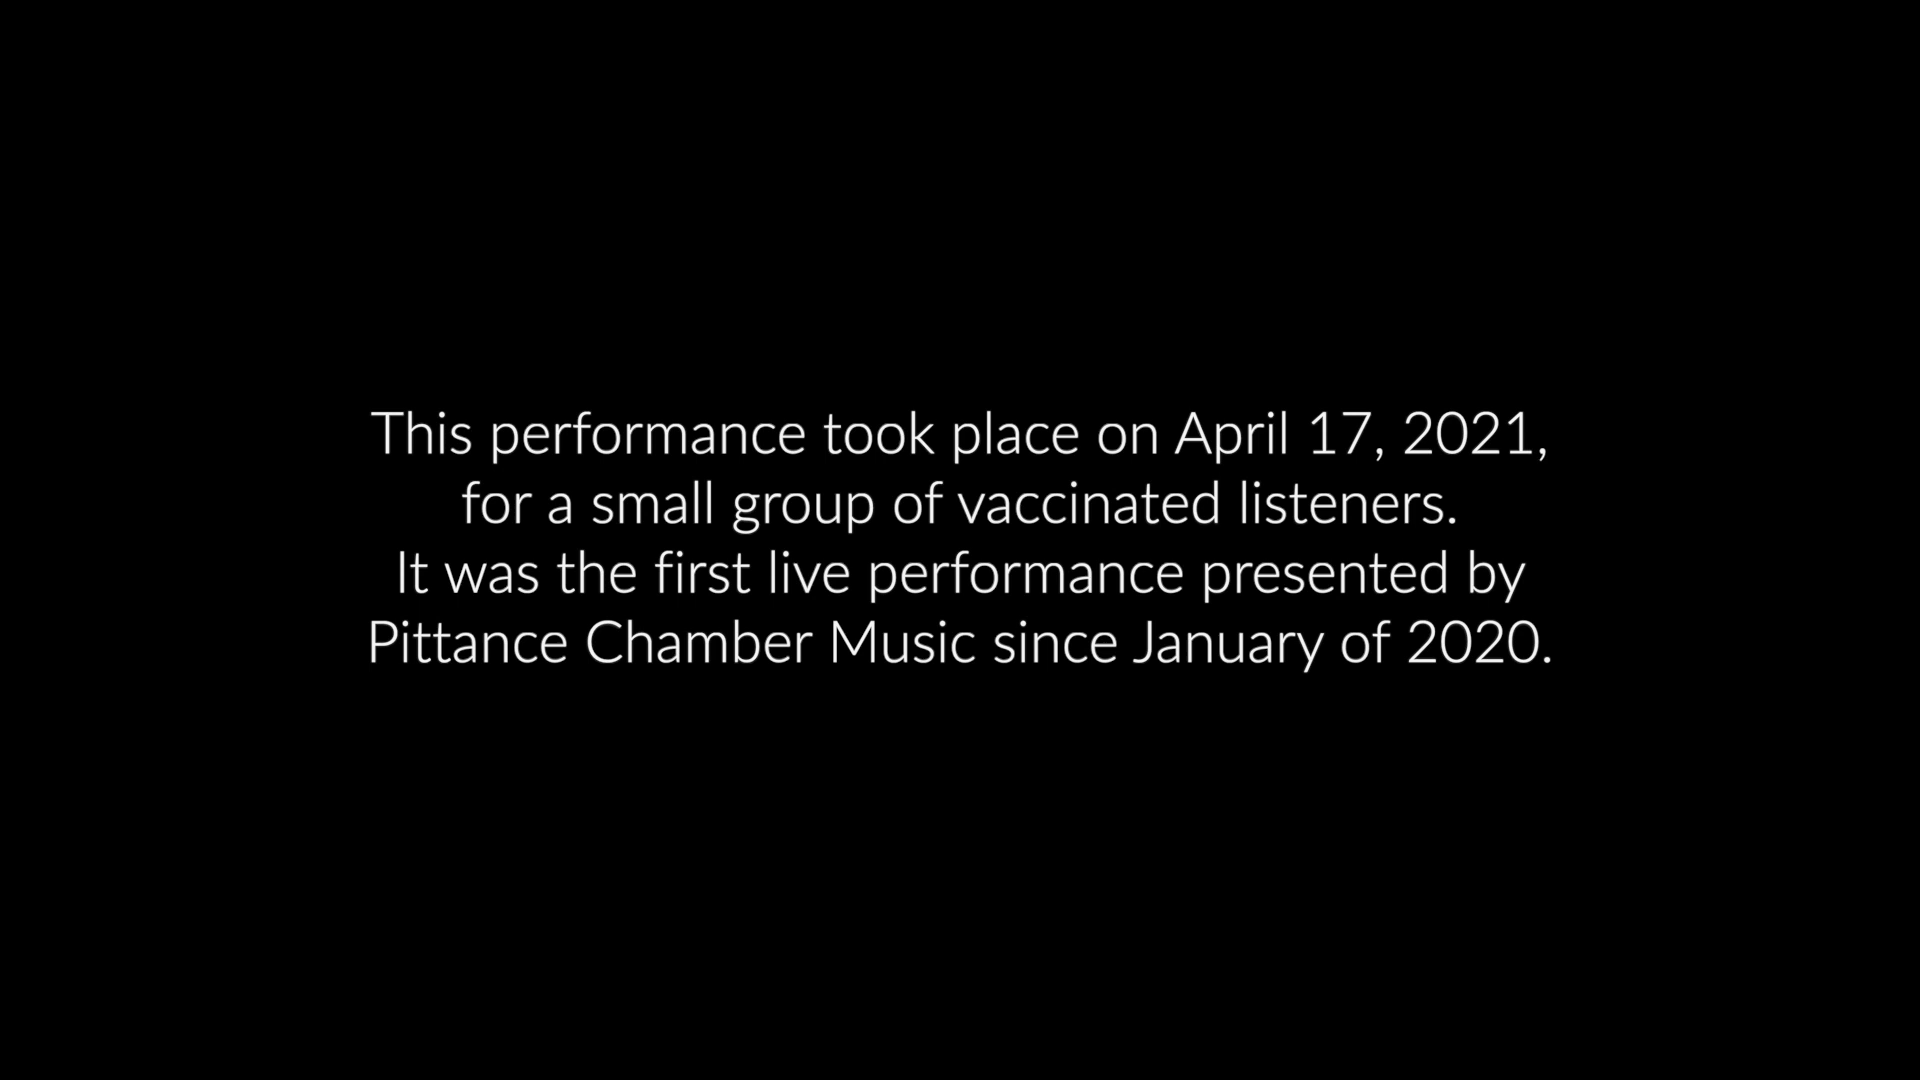 This performance took place on April 17, 2021,
for a small group of vaccinated listeners.
It was the first live performance presented by
Pittance Chamber Music since January of 2020.